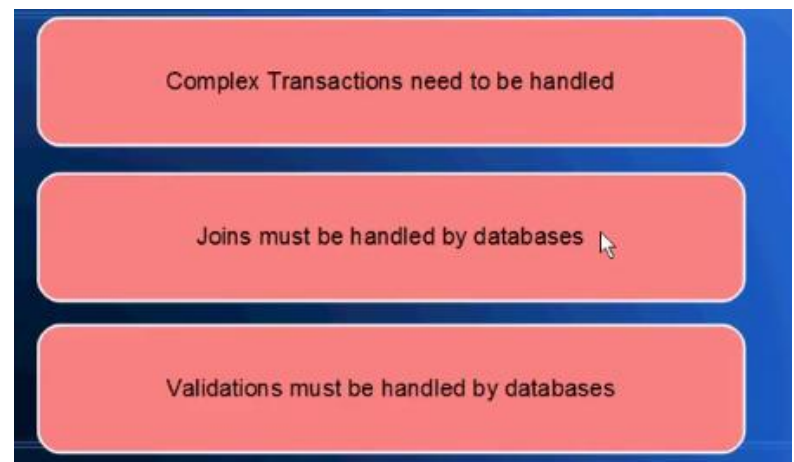 Complex Transactions need to be handled
Joins must be handled by databases
Validations must be handled by databases